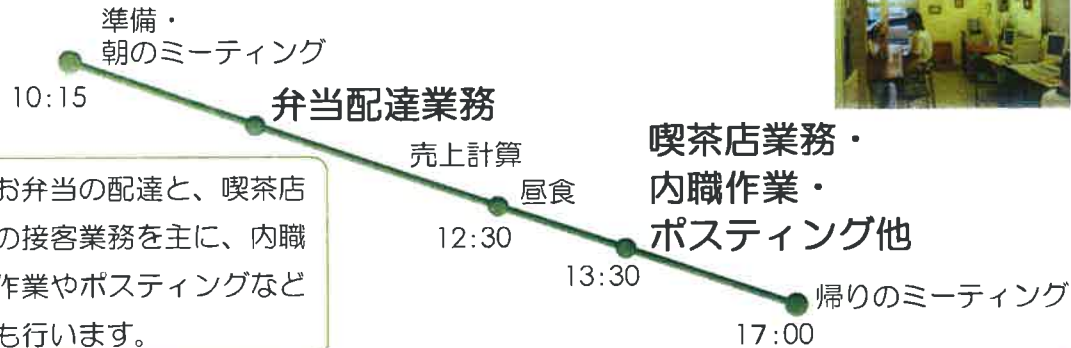 準備・
朝のミーティング
10:15
弁当配達業務
売上計算
昼食
12:30
喫茶店業務・
内職作業・
ポスティング他
13:30
帰りのミーティング
17:00
お弁当の配達と、喫茶店
の接客業務を主に、内職
作業やポスティングなど
も行います。